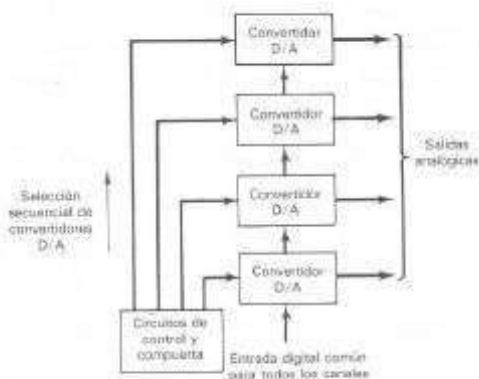 Convertidor
D/A
Convertidor
D/A
Convertidor
D/A
Convertidor
D/A
Salidas
analógicas
Selección
secuencial de
convertidores
D/A
Circuitos de
control y
compuerta
Entrada digital común
para todos los canales